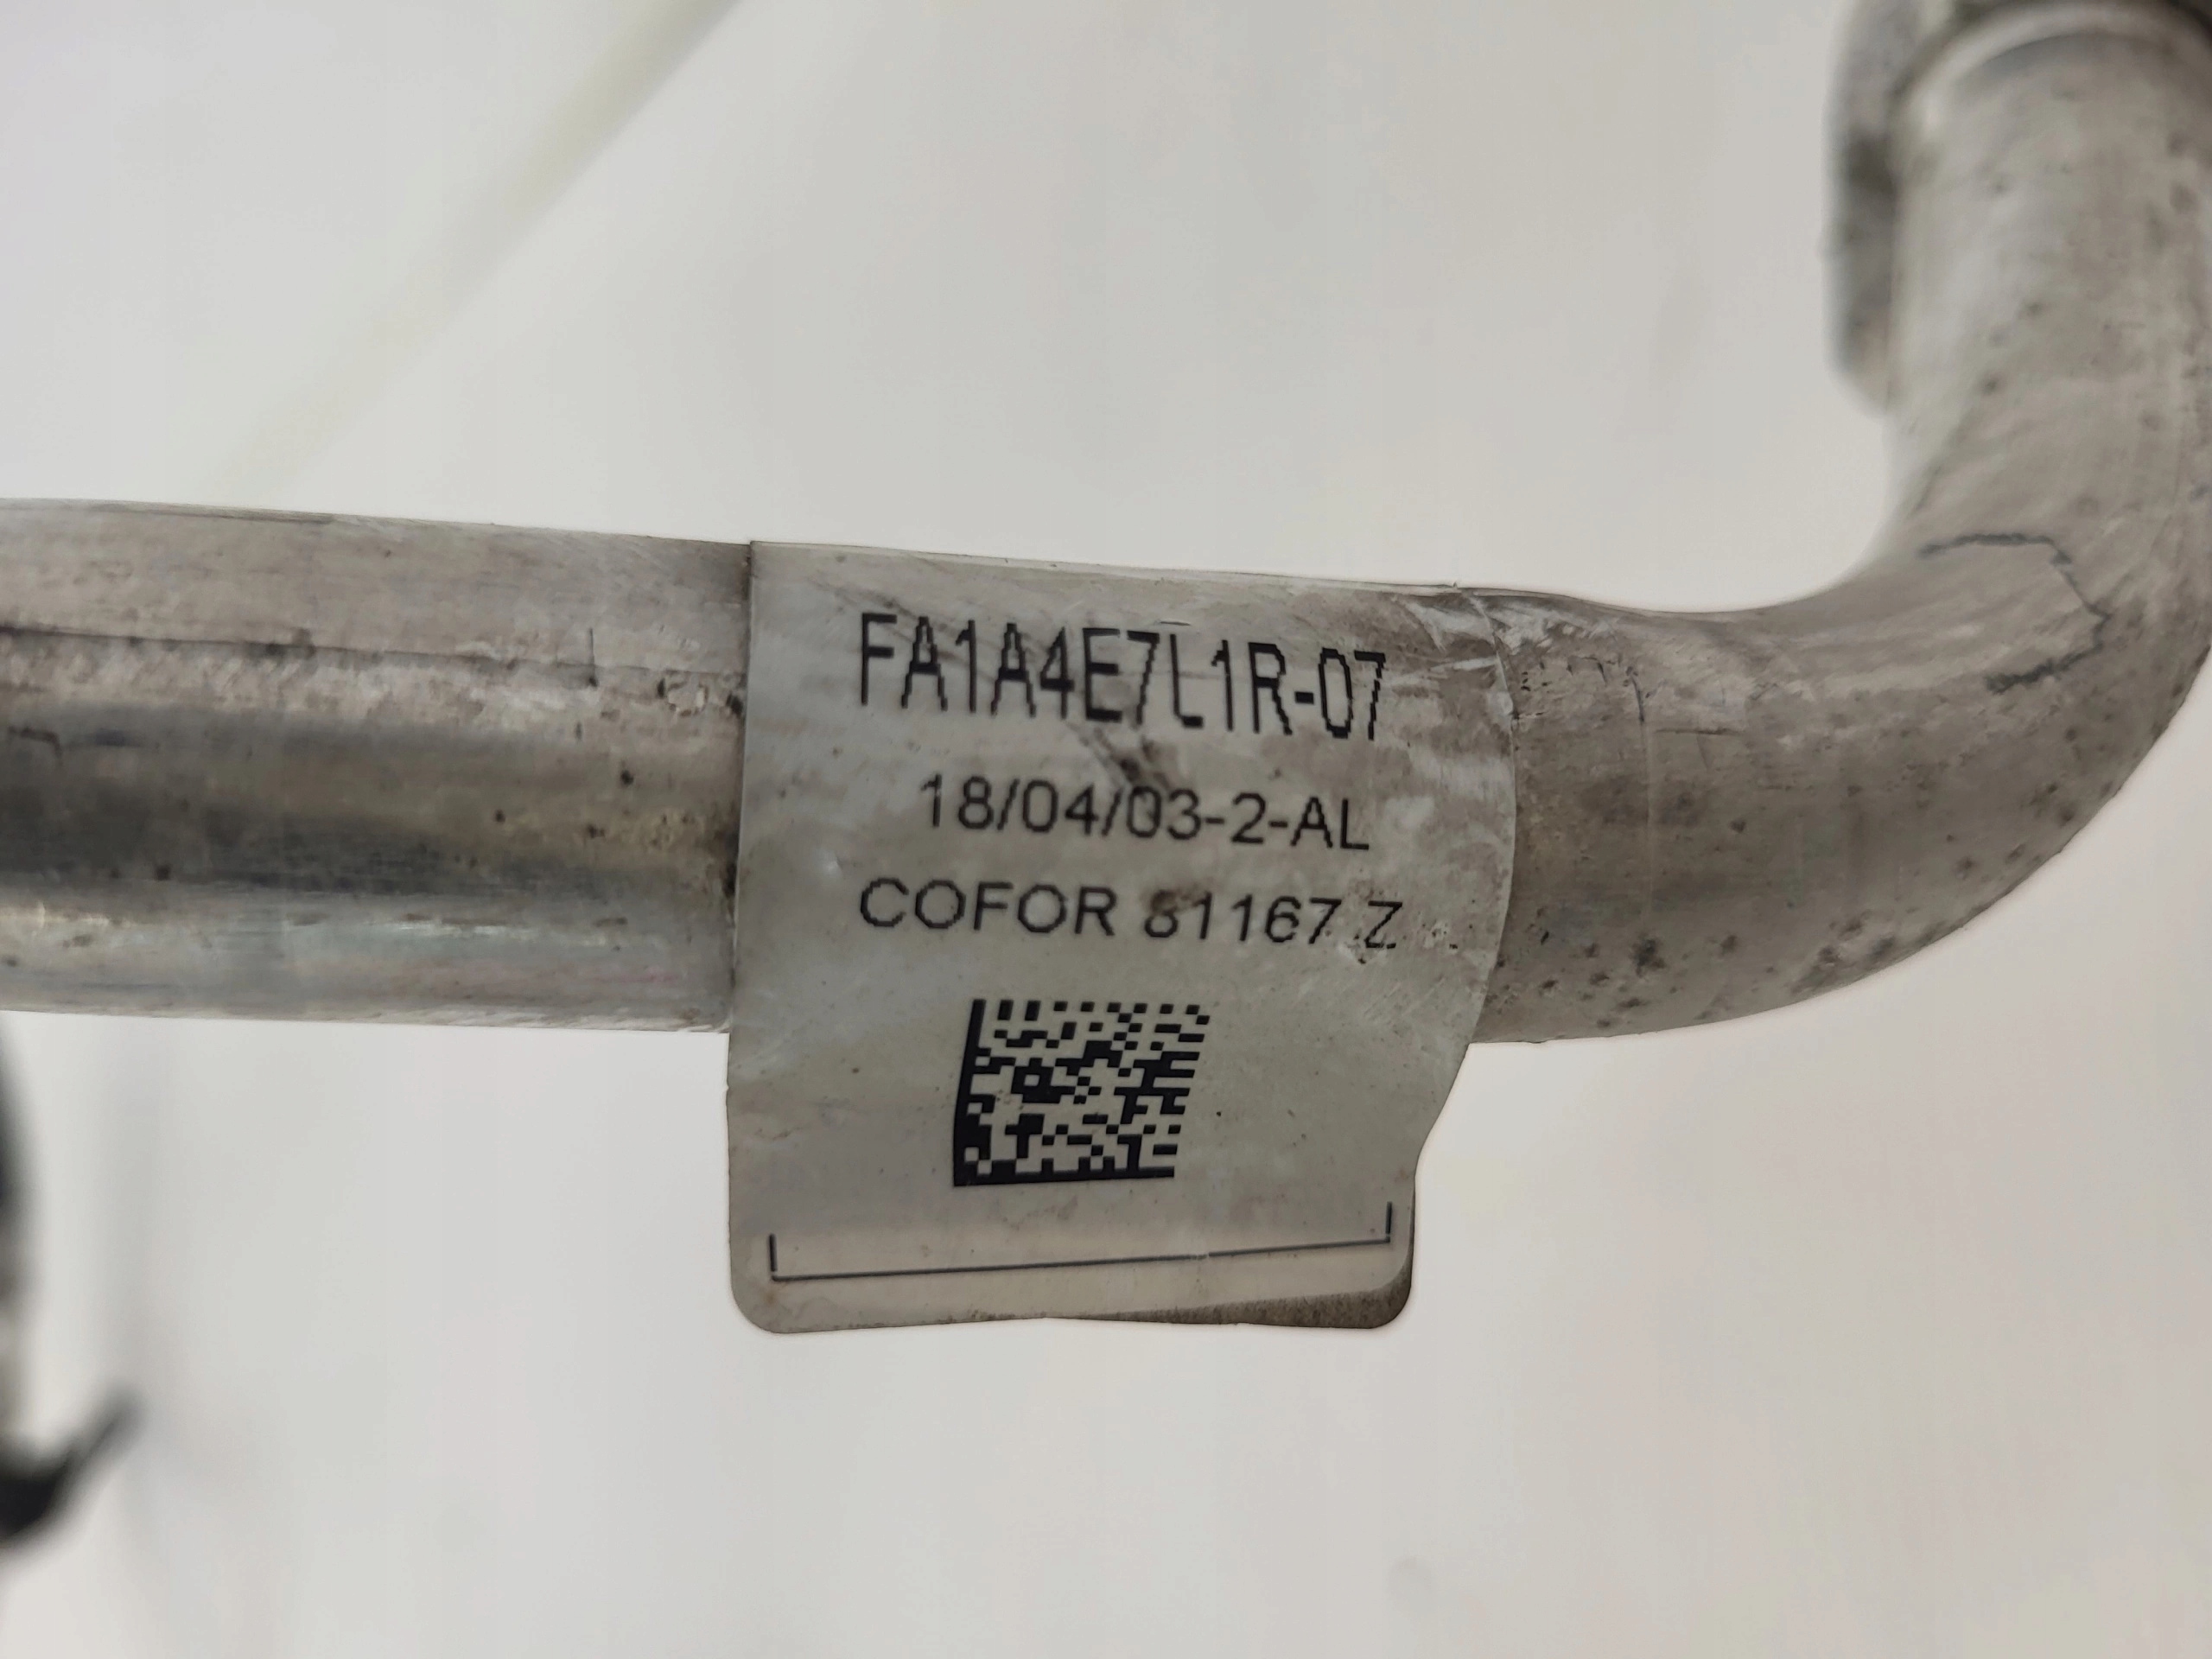 FA1A4E7L1R-07
18/04/03-2-AL
COFOR 81167 Z